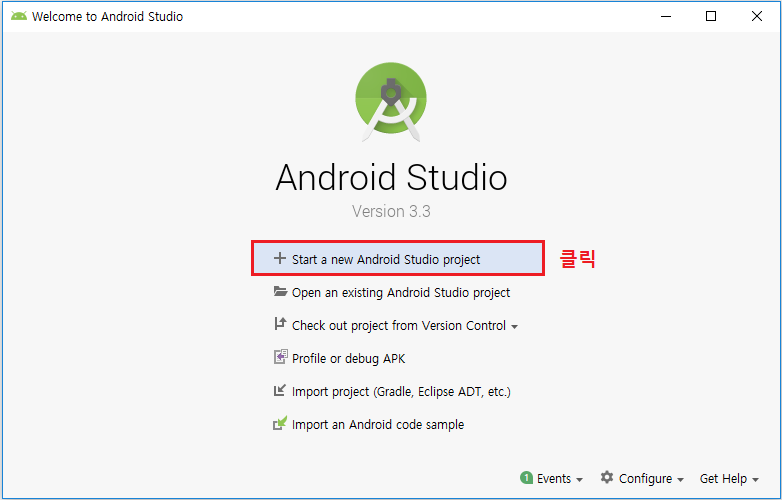 Welcome to Android Studio
Android Studio
Version 3.3
Start a new Android Studio project 클릭
Open an existing Android Studio project
Check out project from Version Control
Profile or debug APK
Import project (Gradle, Eclipse ADT, etc.)
Import an Android code sample
1 Events Configure Get Help